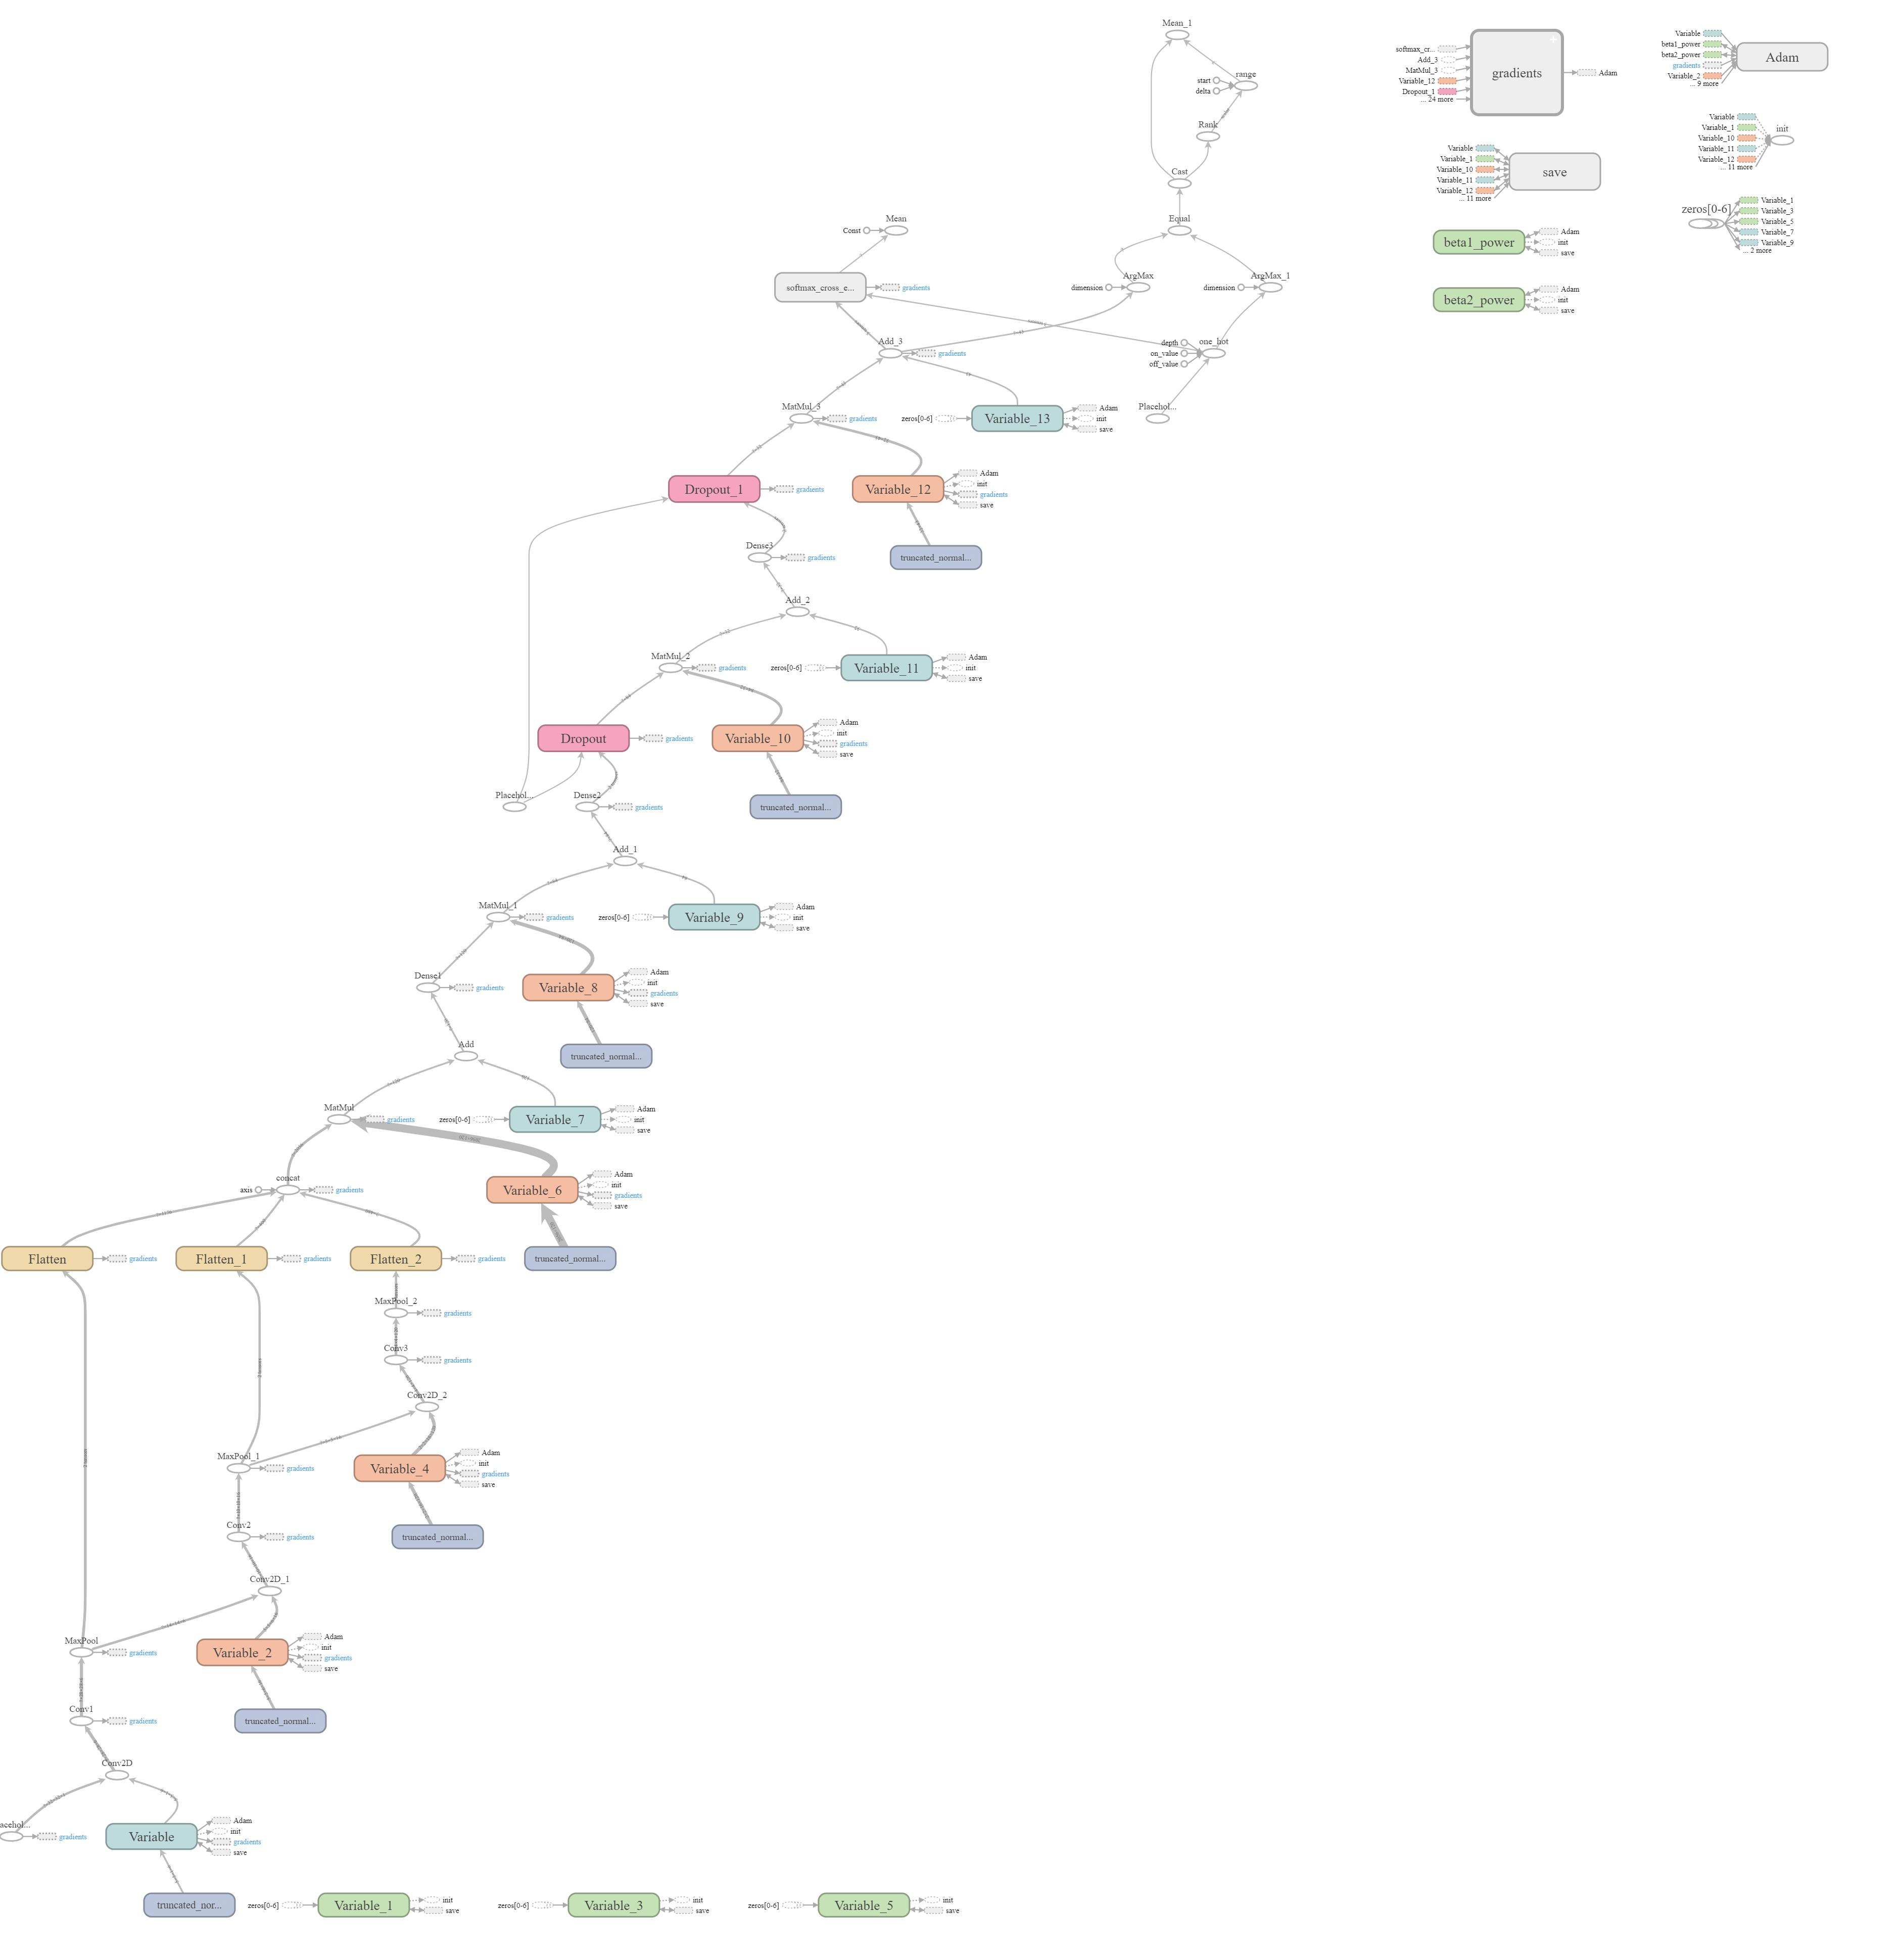 Mean_1
range
start
delta
Rank
Cast
Equal
Mean
Const
ArgMax
dimension
ArgMax_1
dimension
softmax_cross_e...
gradients
Add_3
gradients
depth
on_value
off_value
one_hot
MatMul_3
gradients
zeros[0-6]
Variable_13
Adam
init
save
Placehol...
Dropout_1
gradients
Variable_12
Adam
init
gradients
save
Dense3
gradients
truncated_normal...
Add_2
MatMul_2
gradients
zeros[0-6]
Variable_11
Adam
init
save
Dropout
gradients
Variable_10
Adam
init
gradients
save
Placehol...
Dense2
gradients
truncated_normal...
Add_1
MatMul_1
gradients
zeros[0-6]
Variable_9
Adam
init
save
Dense1
gradients
Variable_8
Adam
init
gradients
save
Add
truncated_normal...
MatMul
gradients
zeros[0-6]
Variable_7
Adam
init
save
concat
axis
gradients
Variable_6
Adam
init
gradients
save
Flatten
gradients
Flatten_1
gradients
Flatten_2
gradients
truncated_normal...
MaxPool_2
gradients
Conv3
gradients
Conv2D_2
MaxPool_1
gradients
Variable_4
Adam
init
gradients
save
Conv2
gradients
truncated_normal...
Conv2D_1
MaxPool
gradients
Variable_2
Adam
init
gradients
save
Conv1
gradients
truncated_normal...
Conv2D
acehol...
gradients
Variable
Adam
init
gradients
save
truncated_nor...
zeros[0-6]
Variable_1
init
save
zeros[0-6]
Variable_3
init
save
zeros[0-6]
Variable_5
init
save
softmax_cr...
Add_3
MatMul_3
Variable_12
Dropout_1
... 24 more
gradients
Adam
Variable
beta1_power
beta2_power
gradients
Variable_2
... 9 more
Adam
Variable
Variable_1
Variable_10
Variable_11
Variable_12
... 11 more
init
Variable
Variable_1
Variable_10
Variable_11
Variable_12
... 11 more
save
zeros[0-6]
Variable_1
Variable_3
Variable_5
Variable_7
Variable_9
... 2 more
beta1_power
Adam
init
save
beta2_power
Adam
init
save